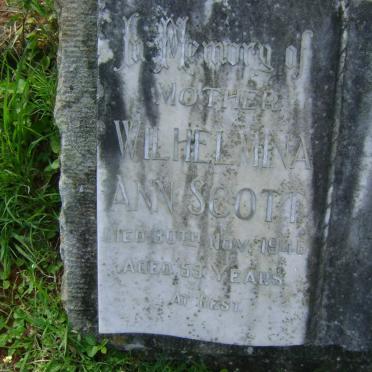 In Memory of
MOTHER
WILHELMINA
ANN SCOTT
DIED 30TH NOV. 1946
AGED 53 YEARS
AT REST